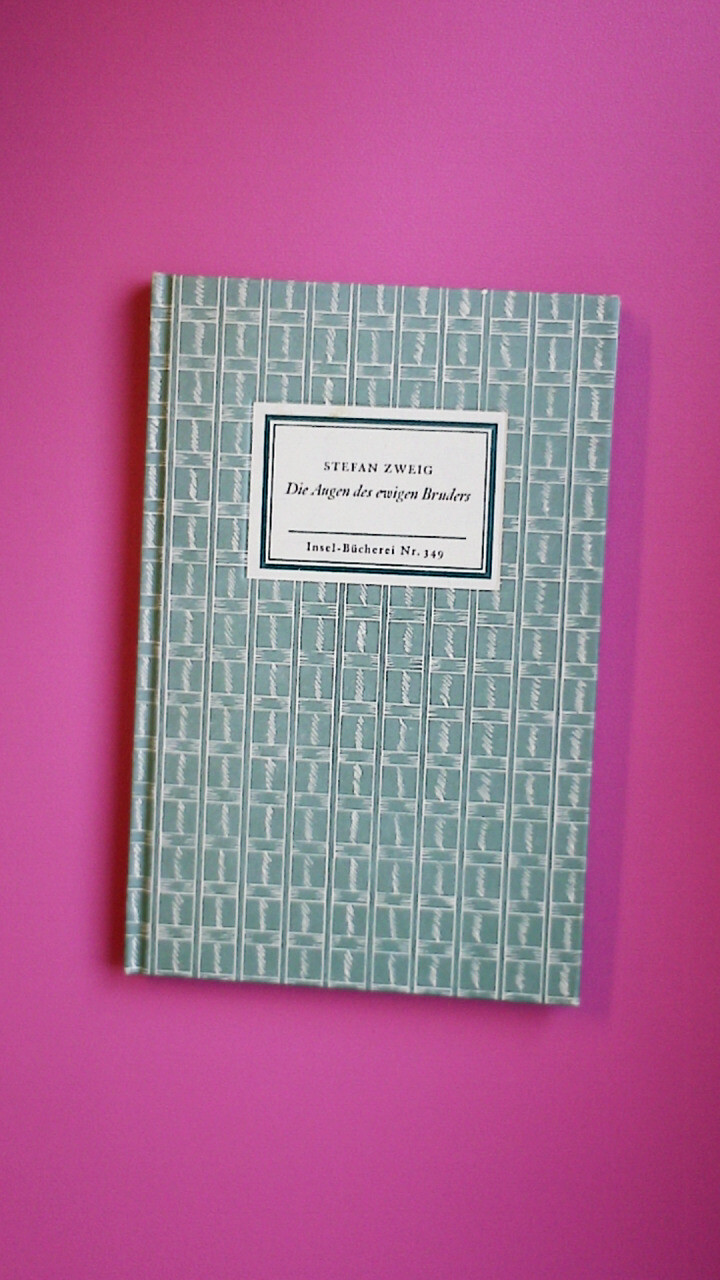 STEFAN ZWEIG
Die Augen des ewigen Bruders
Insel-Bücherei Nr. 349